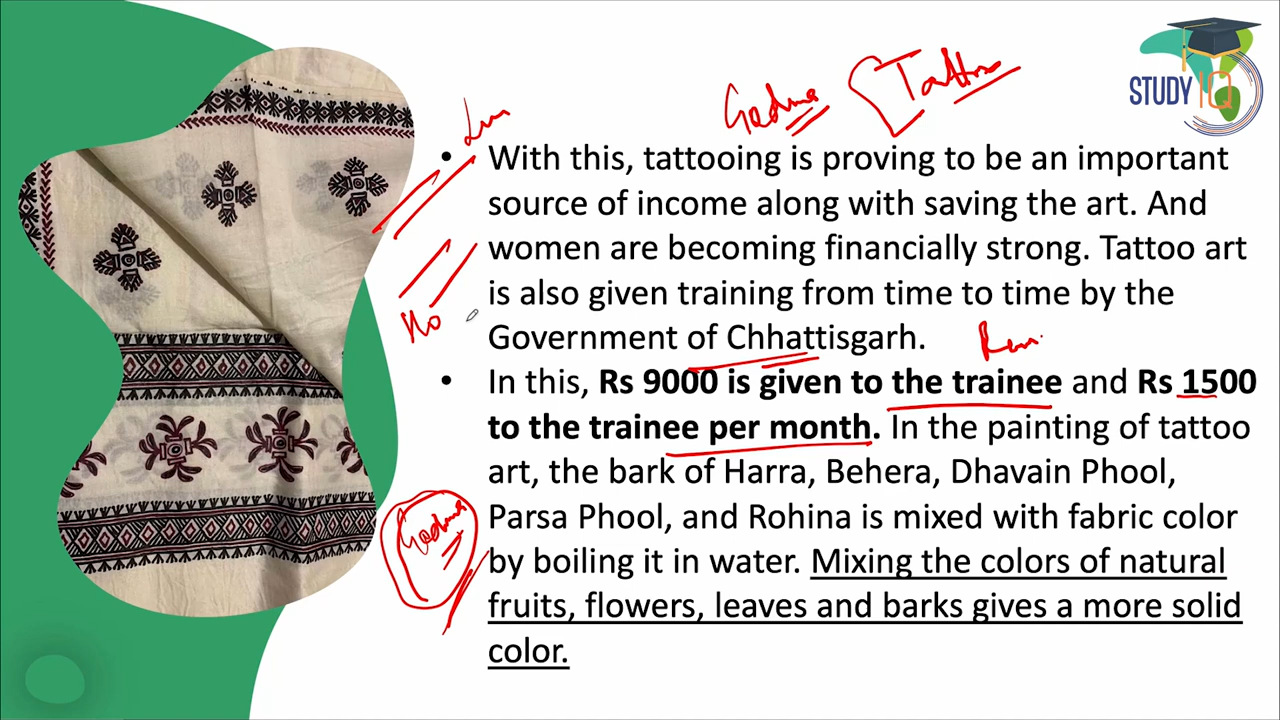 STUDY IQ
Tattoo
Godna
• With this, tattooing is proving to be an important
source of income along with saving the art. And
women are becoming financially strong. Tattoo art
is also given training from time to time by the
Government of Chhattisgarh.
• In this, Rs 9000 is given to the trainee and Rs 1500
to the trainee per month. In the painting of tattoo
art, the bark of Harra, Behera, Dhavain Phool,
Parsa Phool, and Rohina is mixed with fabric color
by boiling it in water. Mixing the colors of natural
fruits, flowers, leaves and barks gives a more solid
color.
Godna